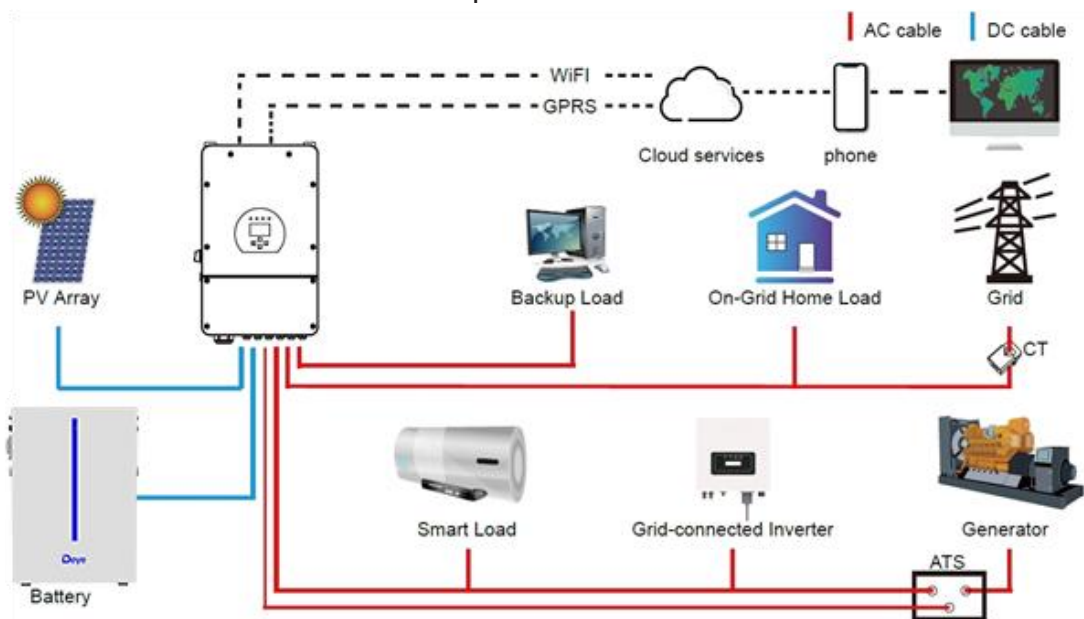 AC cable
DC cable
WiFI
GPRS
Cloud services
phone
PV Array
Backup Load
On-Grid Home Load
Grid
CT
Smart Load
Grid-connected Inverter
Generator
ATS
Deye
Battery